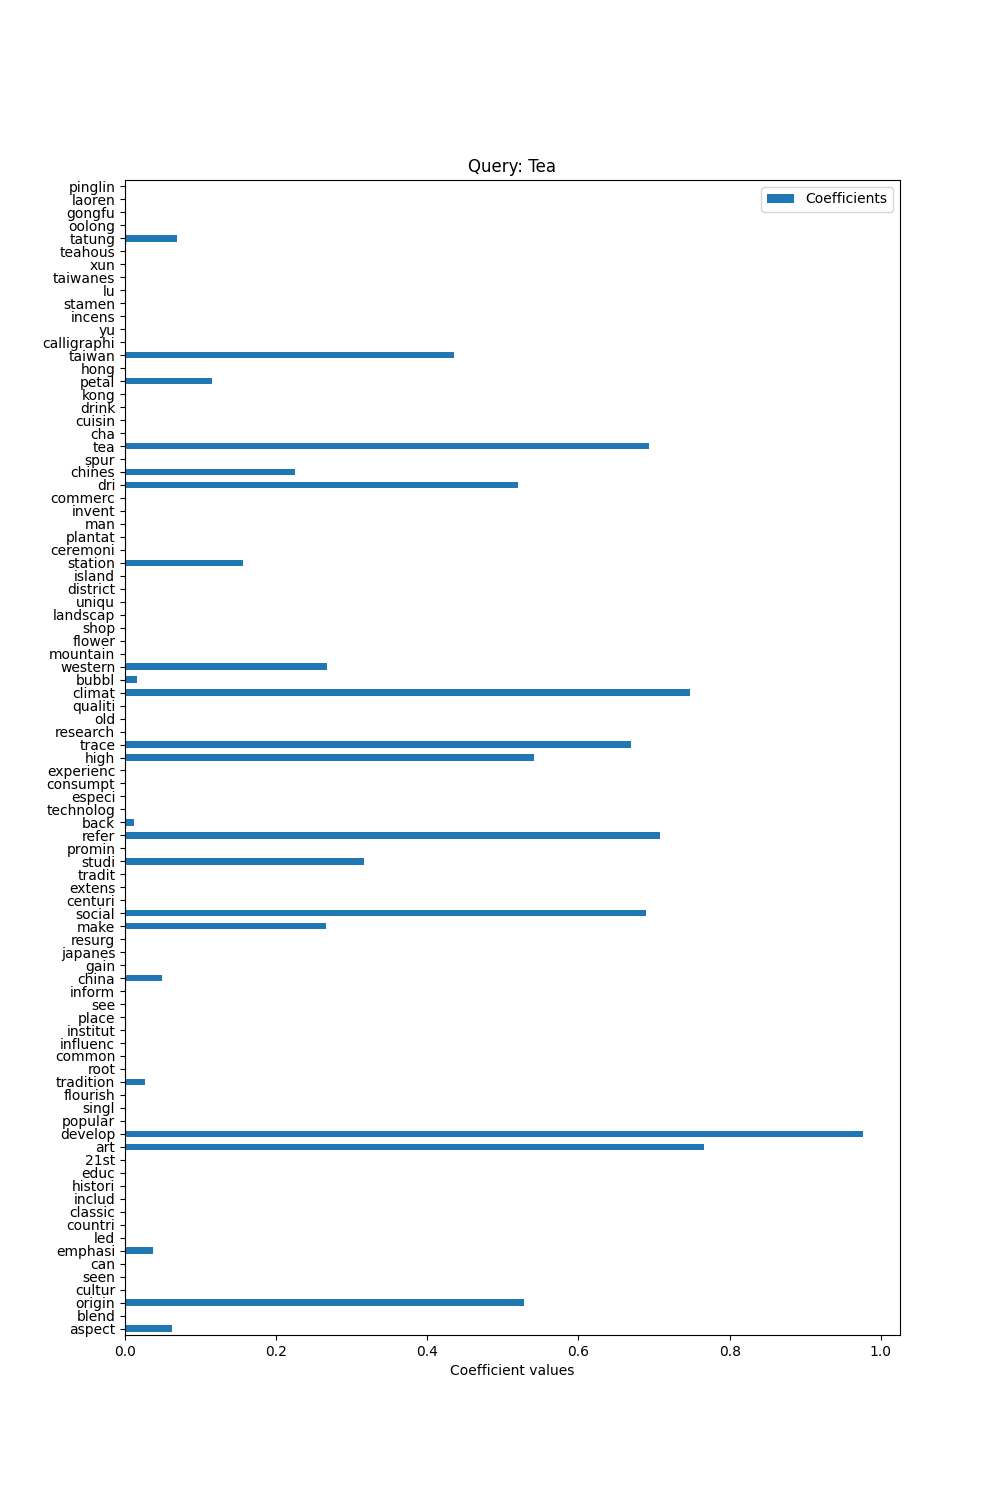 Query: Tea
Coefficients
pinglin
laoren
gongfu
oolong
tatung
teahous
xun
taiwanes
lu
stamen
incens
yu
calligraphi
taiwan
hong
petal
kong
drink
cuisin
cha
tea
spur
chines
dri
commerc
invent
man
plantat
ceremoni
station
island
district
uniqu
landscap
shop
flower
mountain
western
bubbl
climat
qualiti
old
research
trace
high
experienc
consumpt
especi
technolog
back
refer
promin
studi
tradit
extens
centuri
social
make
resurg
japanes
gain
china
inform
see
place
institut
influenc
common
root
tradition
flourish
singl
popular
develop
art
21st
educ
histori
includ
classic
countri
led
emphasi
can
seen
cultur
origin
blend
aspect
0.0 0.2 0.4 0.6 0.8 1.0
Coefficient values